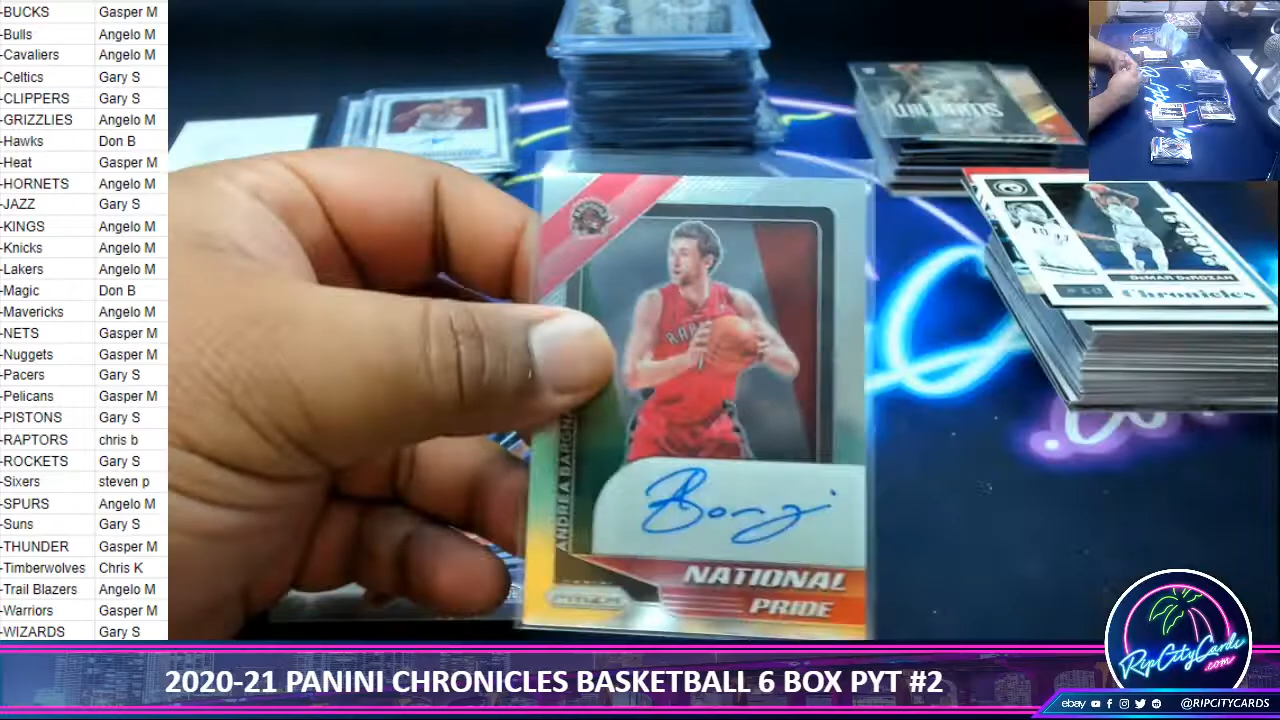 -BUCKS Gasper M
-Bulls Angelo M
-Cavaliers Angelo M
-Celtics Gary S
-CLIPPERS Gary S
-GRIZZLIES Angelo M
-Hawks Don B
-Heat Gasper M
-HORNETS Angelo M
-JAZZ Gary S
-KINGS Angelo M
-Knicks Angelo M
-Lakers Angelo M
-Magic Don B
-Mavericks Angelo M
-NETS Gasper M
-Nuggets Gasper M
-Pacers Gary S
-Pelicans Gasper M
-PISTONS Gary S
-RAPTORS chris b
-ROCKETS Gary S
-Sixers steven p
-SPURS Angelo M
-Suns Gary S
-THUNDER Gasper M
-Timberwolves Chris K
-Trail Blazers Angelo M
-Warriors Gasper M
-WIZARDS Gary S
ANDREA BARGN
NATIONAL
PRIDE
PRIZM
DeMAR DeROZAN
Chronicles
RipCityCards
.com
2020-21 PANINI CHRONICLES BASKETBALL 6 BOX PYT #2
ebay @RIPCITYCARDS